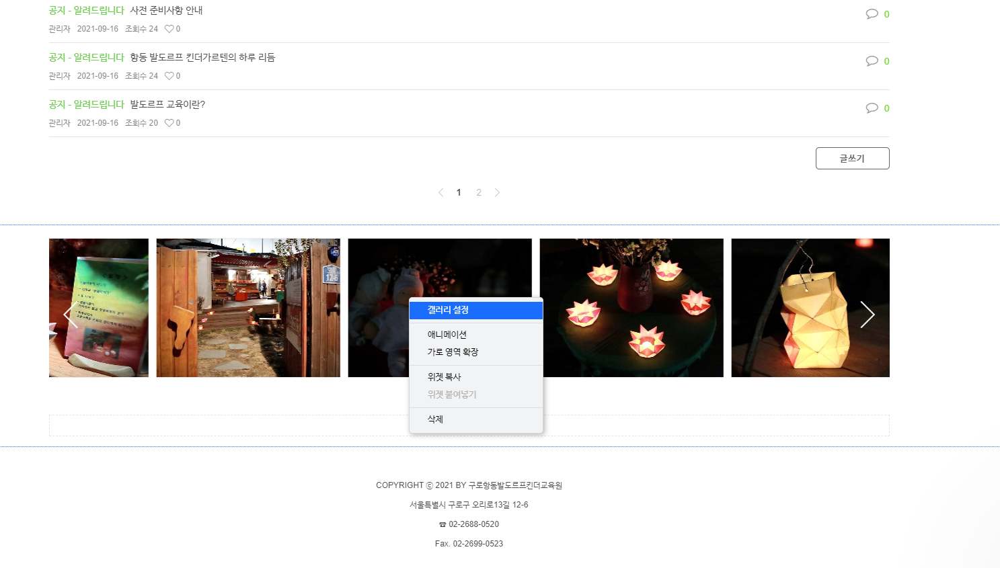 공지 - 알려드립니다 사전 준비사항 안내
0
관리자 2021-09-16 조회수 24 0
공지 - 알려드립니다 항동 발도르프 킨더가르텐의 하루 리듬
0
관리자 2021-09-16 조회수 24 0
공지 - 알려드립니다 발도르프 교육이란?
0
관리자 2021-09-16 조회수 20 0
글쓰기
1 2
12-6
갤러리 설정
애니메이션
가로 영역 확장
위젯 복사
위젯 붙여넣기
삭제
COPYRIGHT ⓒ 2021 BY 구로항동발도르프킨더교육원
서울특별시 구로구 오리로13길 12-6
☎ 02-2688-0520
Fax. 02-2699-0523